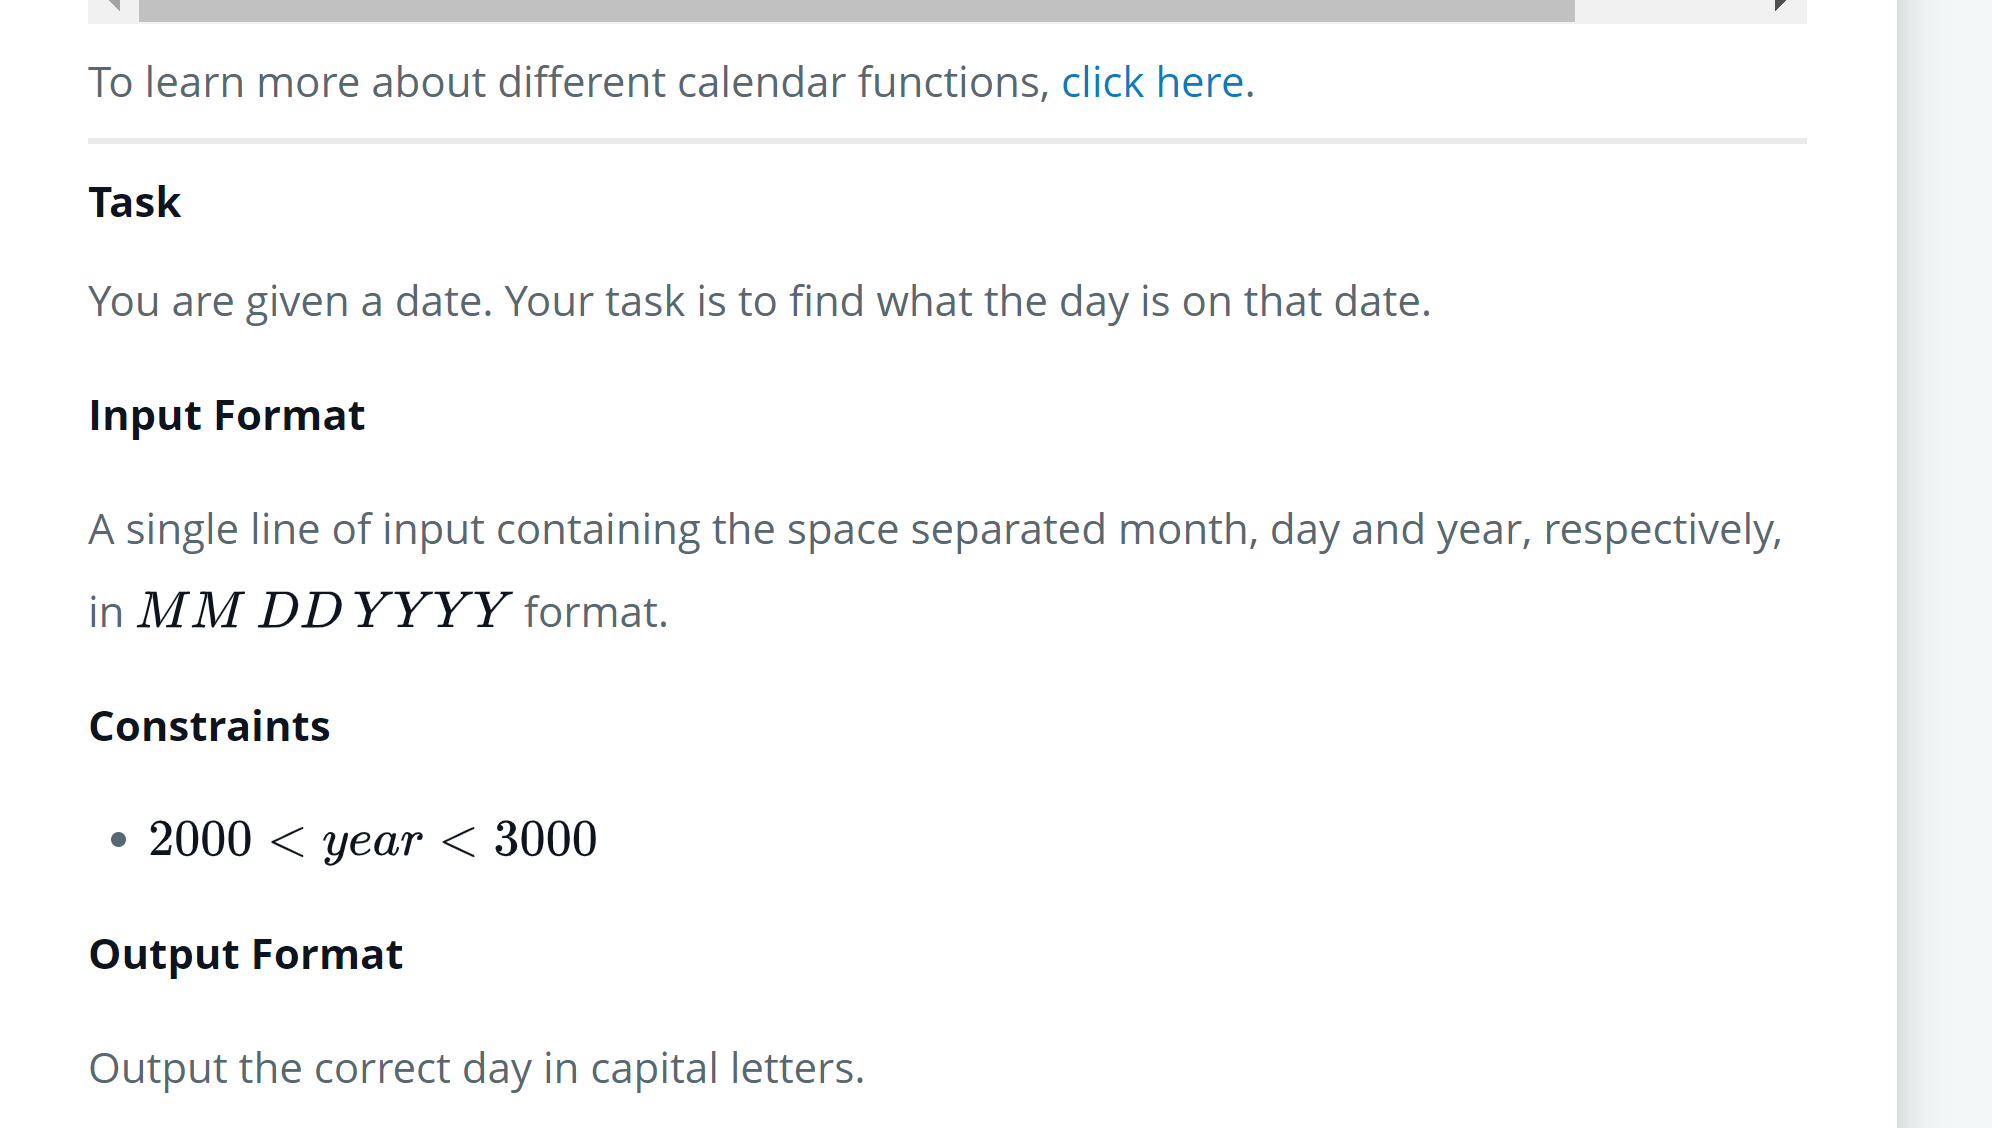 To learn more about different calendar functions, click here.
Task
You are given a date. Your task is to find what the day is on that date.
Input Format
A single line of input containing the space separated month, day and year, respectively,
in MM DD YYYY format.
Constraints
• 2000 < year < 3000
Output Format
Output the correct day in capital letters.